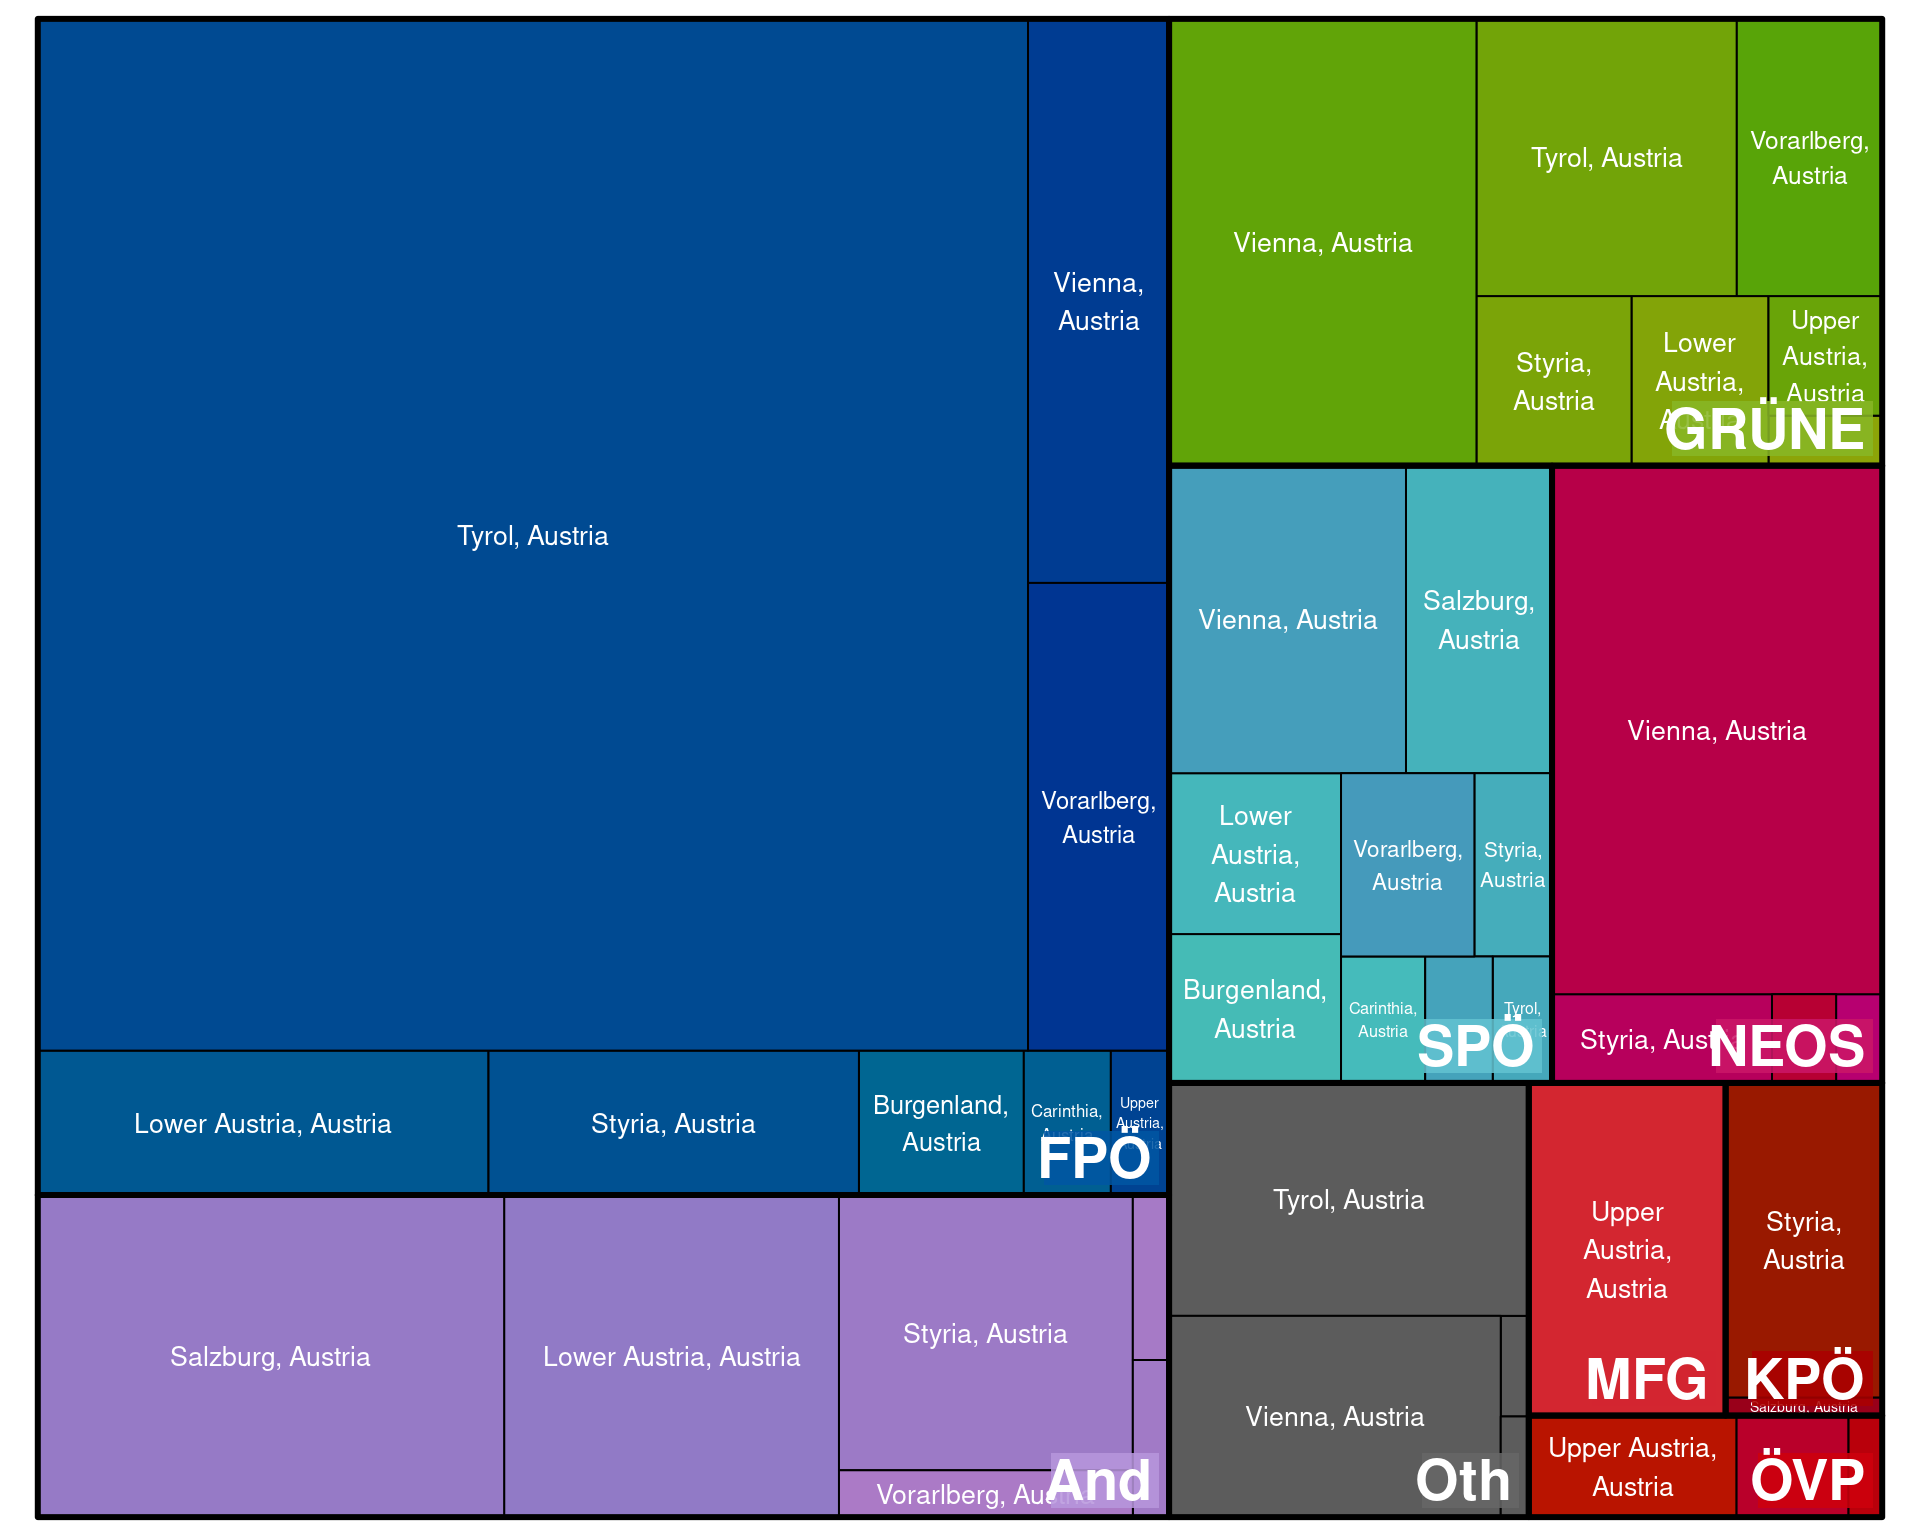 Tyrol, Austria
Vienna,
Austria
Vorarlberg,
Austria
Lower Austria, Austria
Styria, Austria
Burgenland,
Austria
Carinthia,
Austria
Upper
Austria,
FPÖ
Salzburg, Austria
Lower Austria, Austria
Styria, Austria
Vorarlberg, Austria
And
Vienna, Austria
Tyrol, Austria
Vorarlberg,
Austria
Styria,
Austria
Lower
Austria,
Upper
Austria,
Austria
GRÜNE
Vienna, Austria
Salzburg,
Austria
Lower
Austria,
Austria
Vorarlberg,
Austria
Styria,
Austria
Burgenland,
Austria
Carinthia,
Austria
Tyrol,
SPÖ
Vienna, Austria
Styria, Austria
NEOS
Tyrol, Austria
Vienna, Austria
Oth
Upper
Austria,
Austria
MFG
Styria,
Austria
KPÖ
Salzburg, Austria
Upper Austria,
Austria
ÖVP